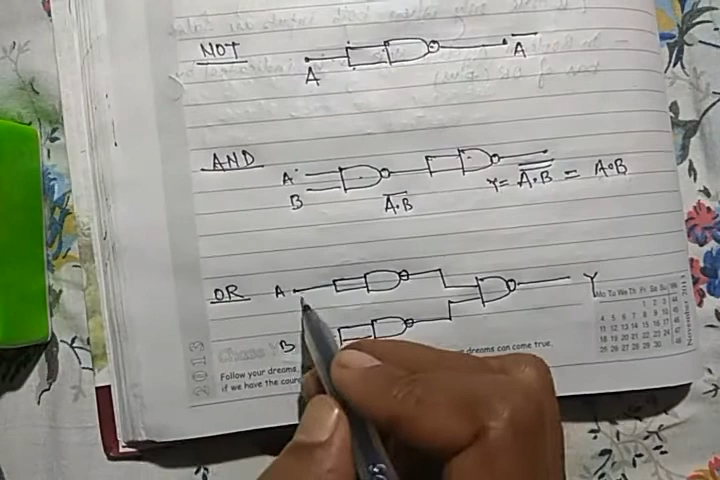 NOT
A
A̅
AND
A
B
A̅·̅B̅
Y = A̿·̿B̿ = A·B
OR
A
B
Y
2013
Follow your dreams,
if we have the cour
dreams can come true.
Mo Tu We Th Fr Sa Su
1 2 3
4 5 6 7 8 9 10
11 12 13 14 15 16 17
18 19 20 21 22 23 24
25 26 27 28 29 30
November 2013